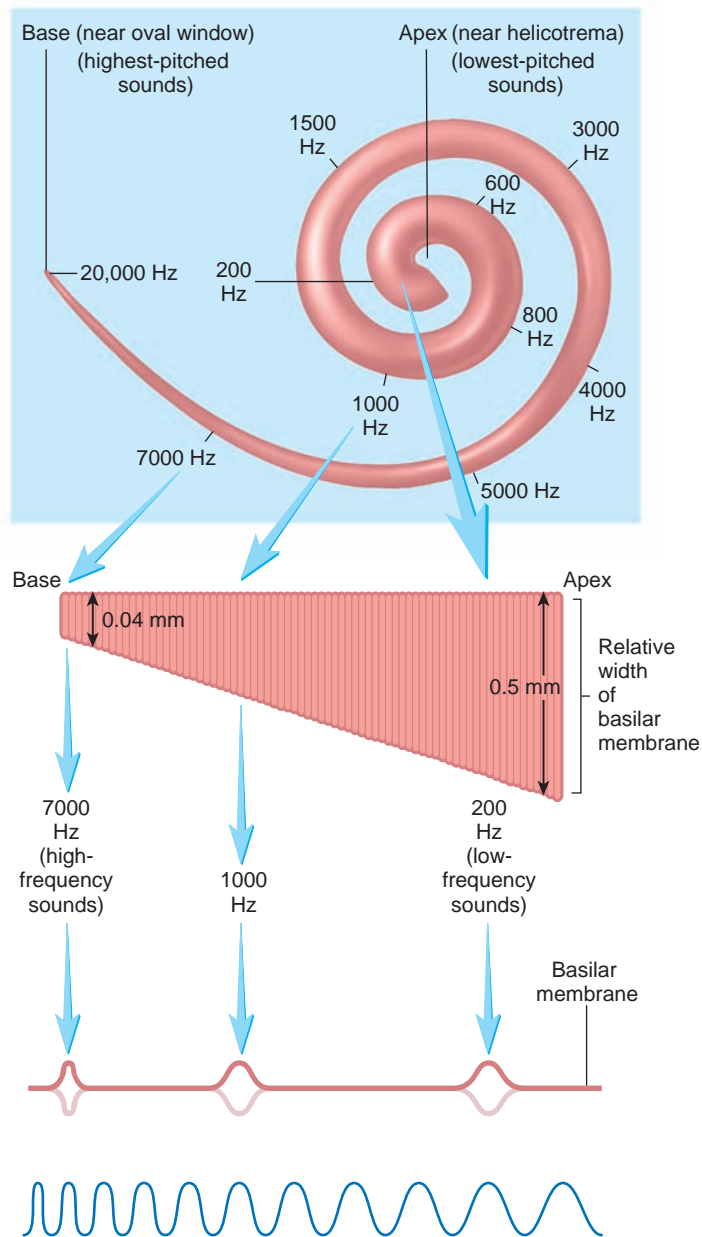 Base (near oval window)
(highest-pitched
sounds)
Apex (near helicotrema)
(lowest-pitched
sounds)
1500
Hz
3000
Hz
600
Hz
20,000 Hz
200
Hz
800
Hz
4000
Hz
1000
Hz
7000 Hz
5000 Hz
Base
Apex
0.04 mm
0.5 mm
Relative
width
of
basilar
membrane
7000
Hz
(high-
frequency
sounds)
1000
Hz
200
Hz
(low-
frequency
sounds)
Basilar
membrane